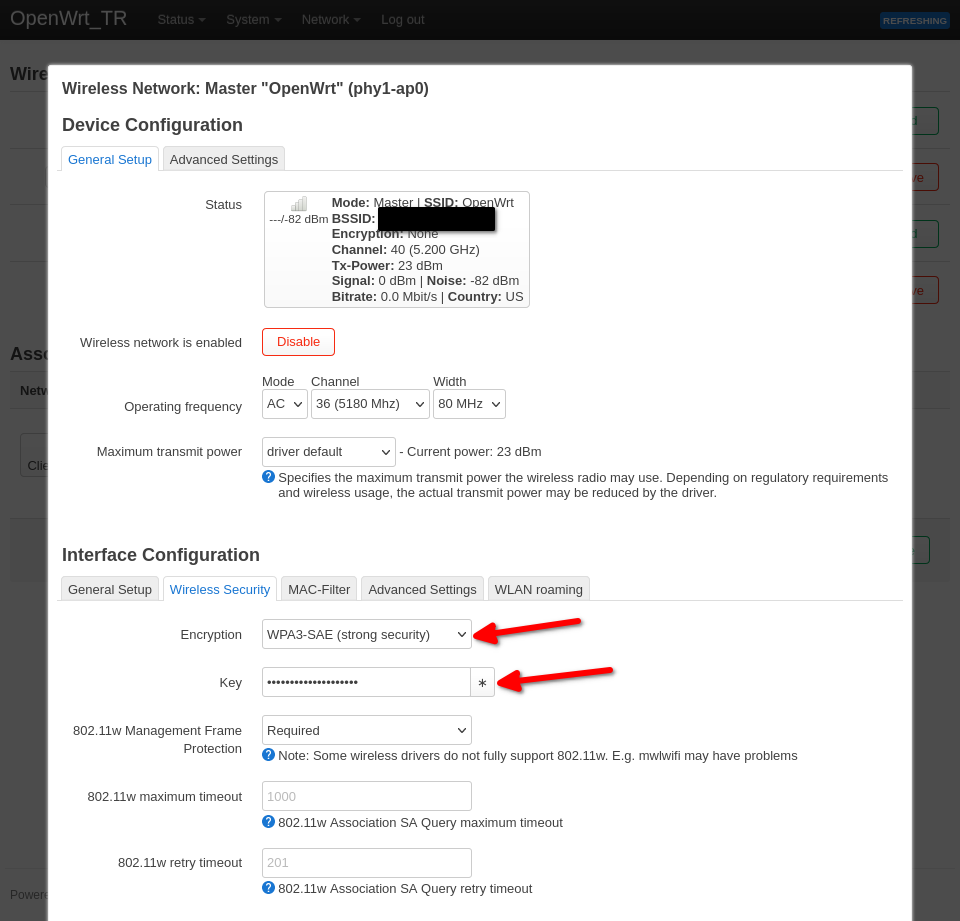 OpenWrt_TR Status System Network Log out REFRESHING
Wire
Wireless Network: Master "OpenWrt" (phy1-ap0)
Device Configuration
General Setup Advanced Settings
Status
---/-82 dBm
Mode: Master | SSID: OpenWrt
BSSID:
Encryption: None
Channel: 40 (5.200 GHz)
Tx-Power: 23 dBm
Signal: 0 dBm | Noise: -82 dBm
Bitrate: 0.0 Mbit/s | Country: US
Wireless network is enabled Disable
Mode Channel Width
Operating frequency AC 36 (5180 Mhz) 80 MHz
Maximum transmit power driver default - Current power: 23 dBm
Specifies the maximum transmit power the wireless radio may use. Depending on regulatory requirements
and wireless usage, the actual transmit power may be reduced by the driver.
Asso
Netw
Clie
Interface Configuration
General Setup Wireless Security MAC-Filter Advanced Settings WLAN roaming
Encryption WPA3-SAE (strong security)
Key •••••••••••••••••••• ∗
802.11w Management Frame
Protection
Required
? Note: Some wireless drivers do not fully support 802.11w. E.g. mwlwifi may have problems
802.11w maximum timeout 1000
? 802.11w Association SA Query maximum timeout
802.11w retry timeout 201
? 802.11w Association SA Query retry timeout
Powere